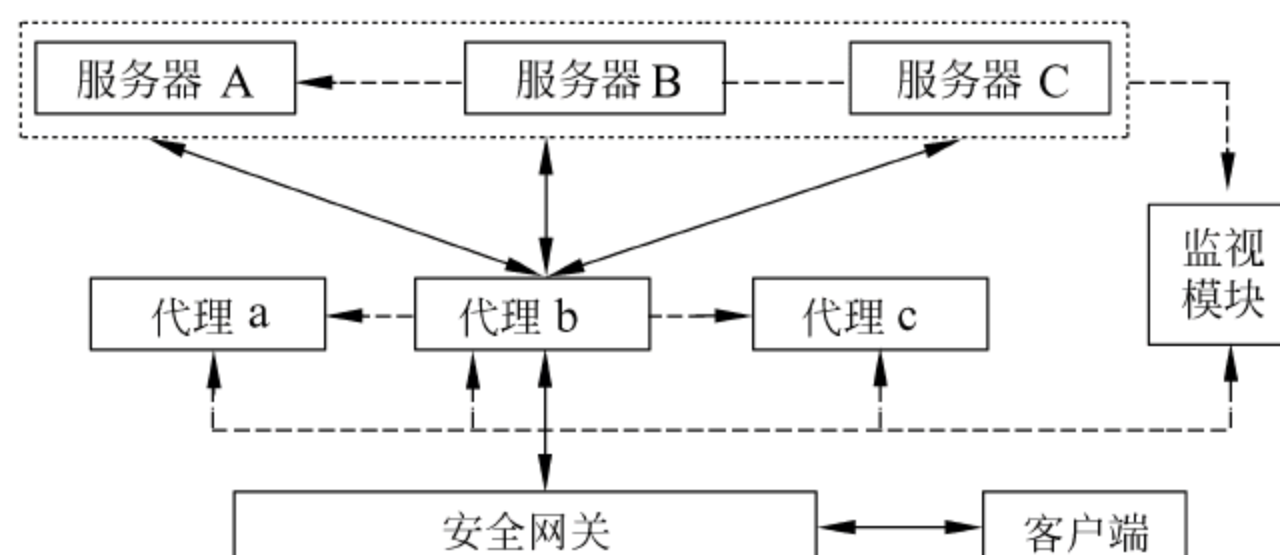 服务器 A
服务器 B
服务器 C
监视
模块
代理 a
代理 b
代理 c
安全网关
客户端